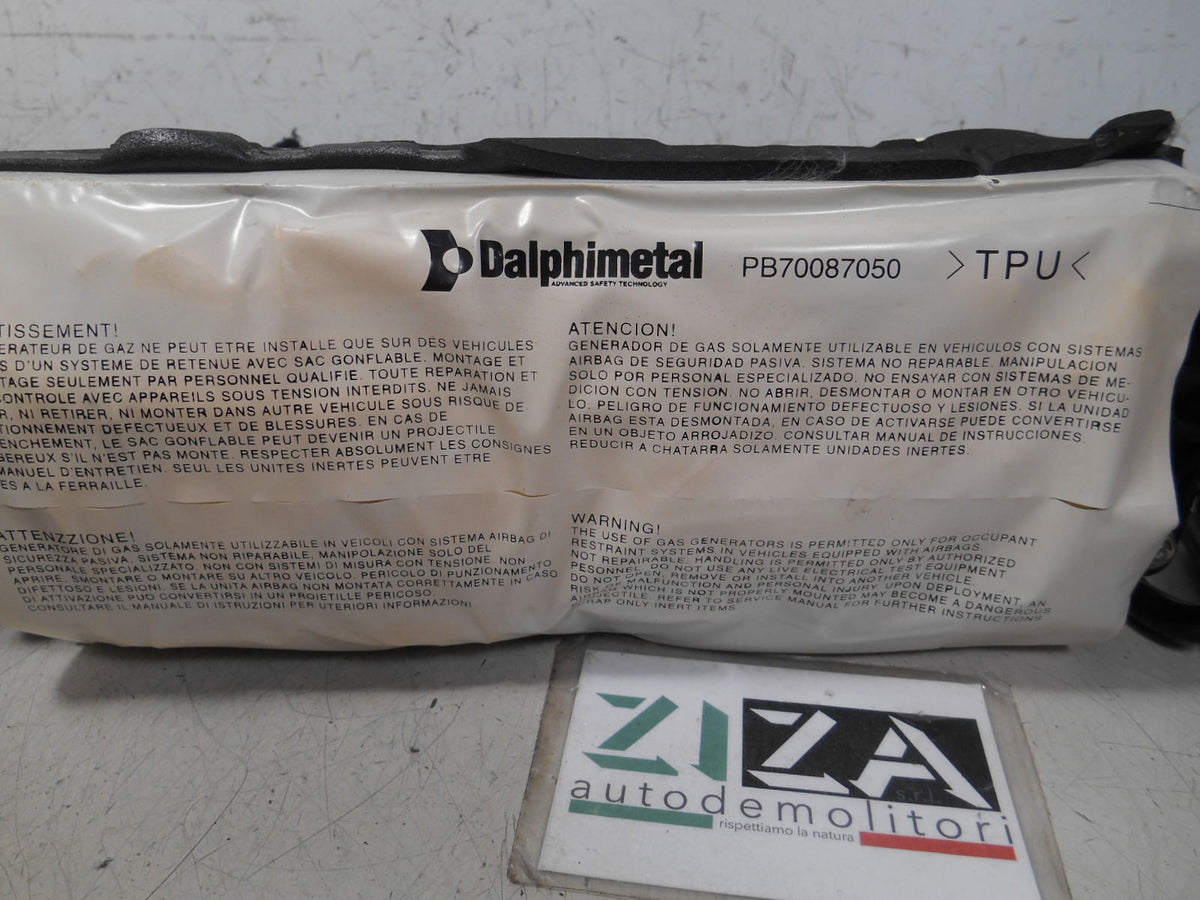 Dalphimetal PB70087050 >TPU<
ADVANCED SAFETY TECHNOLOGY
TISSEMENT!
ERATEUR DE GAZ NE PEUT ETRE INSTALLE QUE SUR DES VEHICULES
S D'UN SYSTEME DE RETENUE AVEC SAC GONFLABLE. MONTAGE ET
TAGE SEULEMENT PAR PERSONNEL QUALIFIE. TOUTE REPARATION ET
CONTROLE AVEC APPAREILS SOUS TENSION INTERDITS. NE JAMAIS
R, NI RETIRER, NI MONTER DANS AUTRE VEHICULE SOUS RISQUE DE
TIONNEMENT DEFECTUEUX ET DE BLESSURES. EN CAS DE
ENCHEMENT, LE SAC GONFLABLE PEUT DEVENIR UN PROJECTILE
GEREUX S'IL N'EST PAS MONTE. RESPECTER ABSOLUMENT LES CONSIGNES
MANUEL D'ENTRETIEN. SEUL LES UNITES INERTES PEUVENT ETRE
ES A LA FERRAILLE.
ATENCION!
GENERADOR DE GAS SOLAMENTE UTILIZABLE EN VEHICULOS CON SISTEMAS
AIRBAG DE SEGURIDAD PASIVA. SISTEMA NO REPARABLE. MANIPULACION
SOLO POR PERSONAL ESPECIALIZADO. NO ENSAYAR CON SISTEMAS DE ME-
DICION CON TENSION. NO ABRIR, DESMONTAR O MONTAR EN OTRO VEHICU-
LO. PELIGRO DE FUNCIONAMIENTO DEFECTUOSO Y LESIONES. SI LA UNIDAD
AIRBAG ESTA DESMONTADA, EN CASO DE ACTIVARSE PUEDE CONVERTIRSE
EN UN OBJETO ARROJADIZO. CONSULTAR MANUAL DE INSTRUCCIONES.
REDUCIR A CHATARRA SOLAMENTE UNIDADES INERTES.
ATTENZZIONE!
GENERATORE DI GAS SOLAMENTE UTILIZZABILE IN VEICOLI CON SISTEMA AIRBAG DI
SICUREZZA PASIVA. SISTEMA NON RIPARABILE. MANIPOLAZIONE SOLO DEL
PERSONALE SPECIALIZZATO. NON CON SISTEMI DI MISURA CON TENSIONE. NON
APRIRE, SMONTARE O MONTARE SU ALTRO VEICOLO. PERICOLO DI PUNZIONAMENTO
DIFETTOSO E LESIONI. SE LA UNITA AIRBAG NON MONTATA CORRETTAMENTE IN CASO
DI ATTIVAZIONE PUO CONVERTIRSI IN UN PROIETILLE PERICOSO.
CONSULTARE IL MANUALE DI ISTRUZIONI PER UTERIORI INFORMAZIONI
WARNING!
THE USE OF GAS GENERATORS IS PERMITTED ONLY FOR OCCUPANT
RESTRAINT SYSTEMS IN VEHICLES EQUIPPED WITH AIRBAGS.
NOT REPAIRABLE. HANDLING IS PERMITTED ONLY BY AUTHORIZED
PESONNEL. DO NOT USE ANY LIVE ELECTRICAL TEST EQUIPMENT.
DO NOT OPEN, REMOVE OR INSTALL INTO ANOTHER VEHICLE.
RISK OF MALFUNCTION AND PERSONAL INJURY. UPON DEPLOYMENT, AN
WHICH IS NOT PROPERLY MOUNTED MAY BECOME A DANGEROUS
REFER TO SERVICE MANUAL FOR FURTHER INSTRUCTIONS
ONLY INERT ITEMS
ZIZA
s.r.l.
autodemolitori
rispettiamo la natura